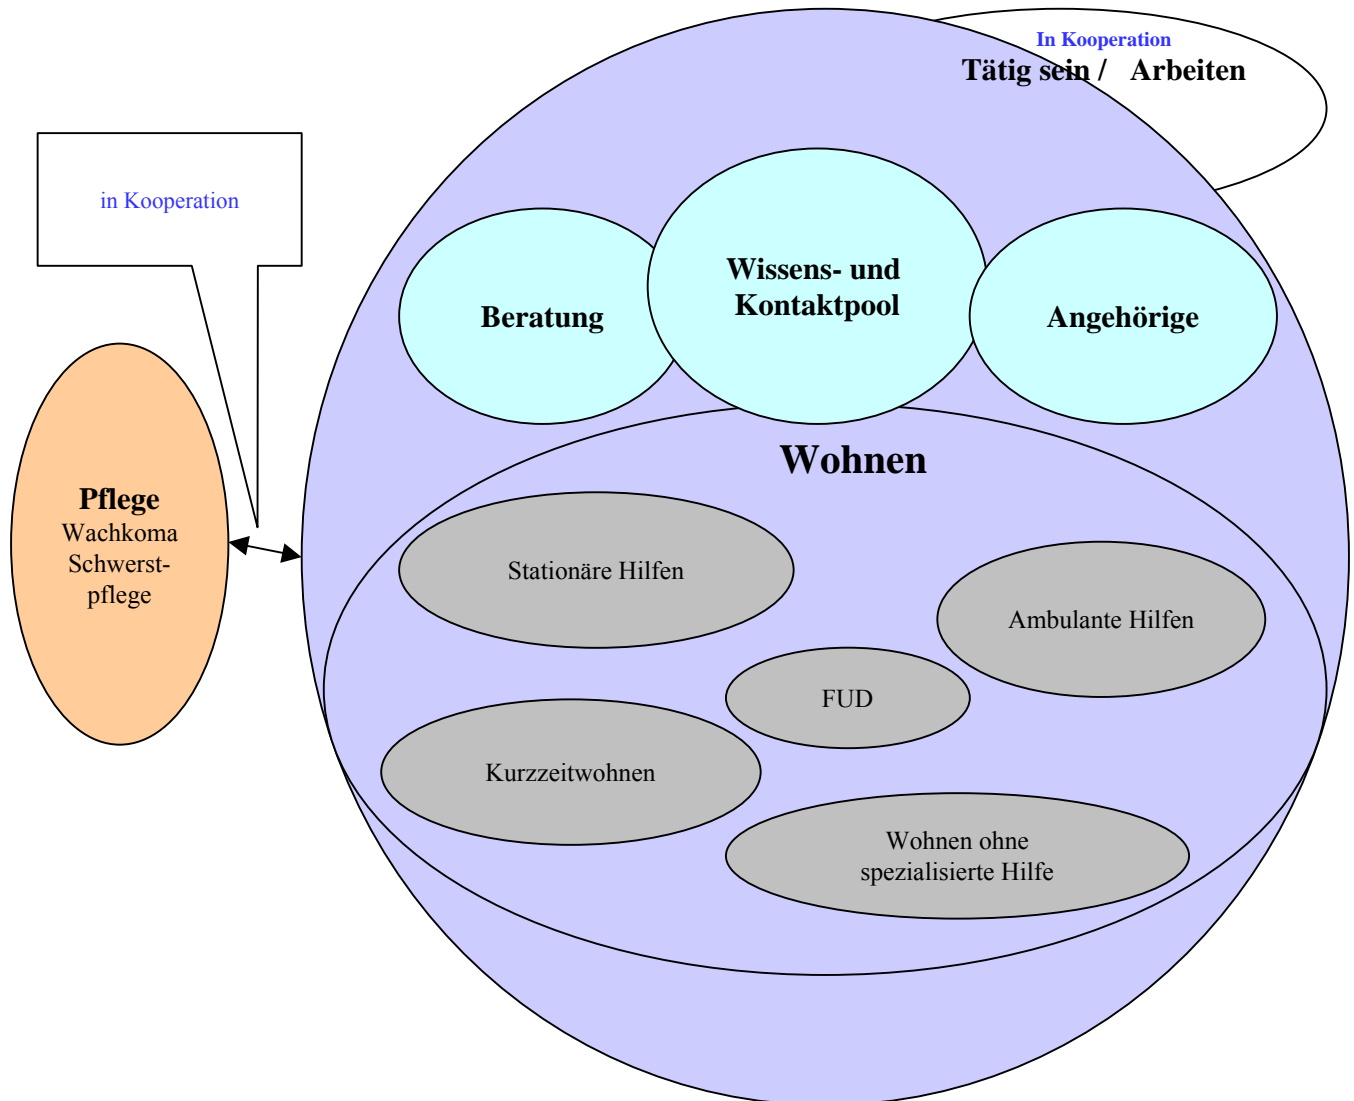 In Kooperation
Tätig sein / Arbeiten
in Kooperation
Wissens- und
Kontaktpool
Beratung
Angehörige
Wohnen
Pflege
Wachkoma
Schwerst-
pflege
Stationäre Hilfen
Ambulante Hilfen
FUD
Kurzzeitwohnen
Wohnen ohne
spezialisierte Hilfe